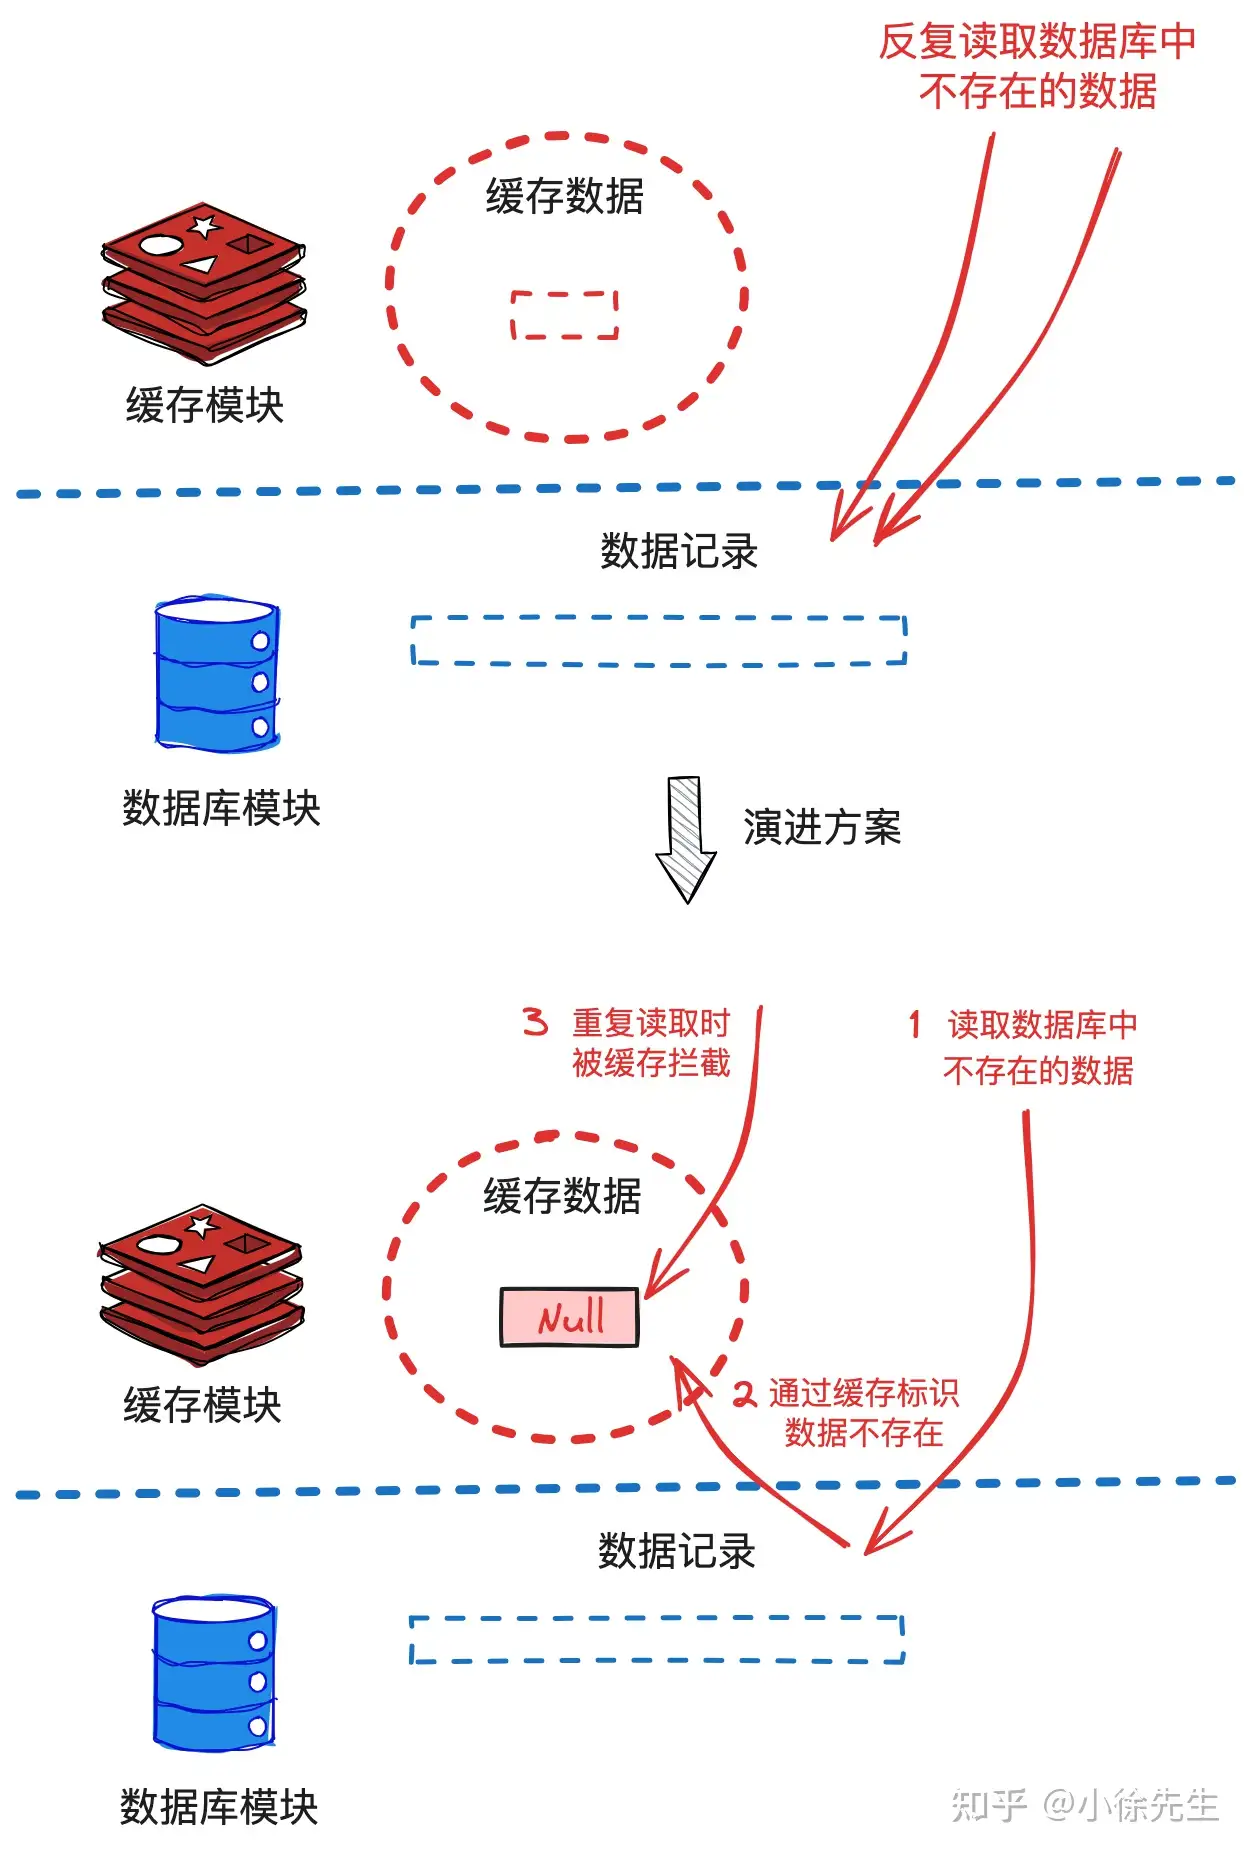 反复读取数据库中
不存在的数据
缓存数据
缓存模块
数据记录
数据库模块
演进方案
3 重复读取时
被缓存拦截
1 读取数据库中
不存在的数据
缓存数据
Null
缓存模块
2 通过缓存标识
数据不存在
数据记录
数据库模块
知乎 @小徐先生